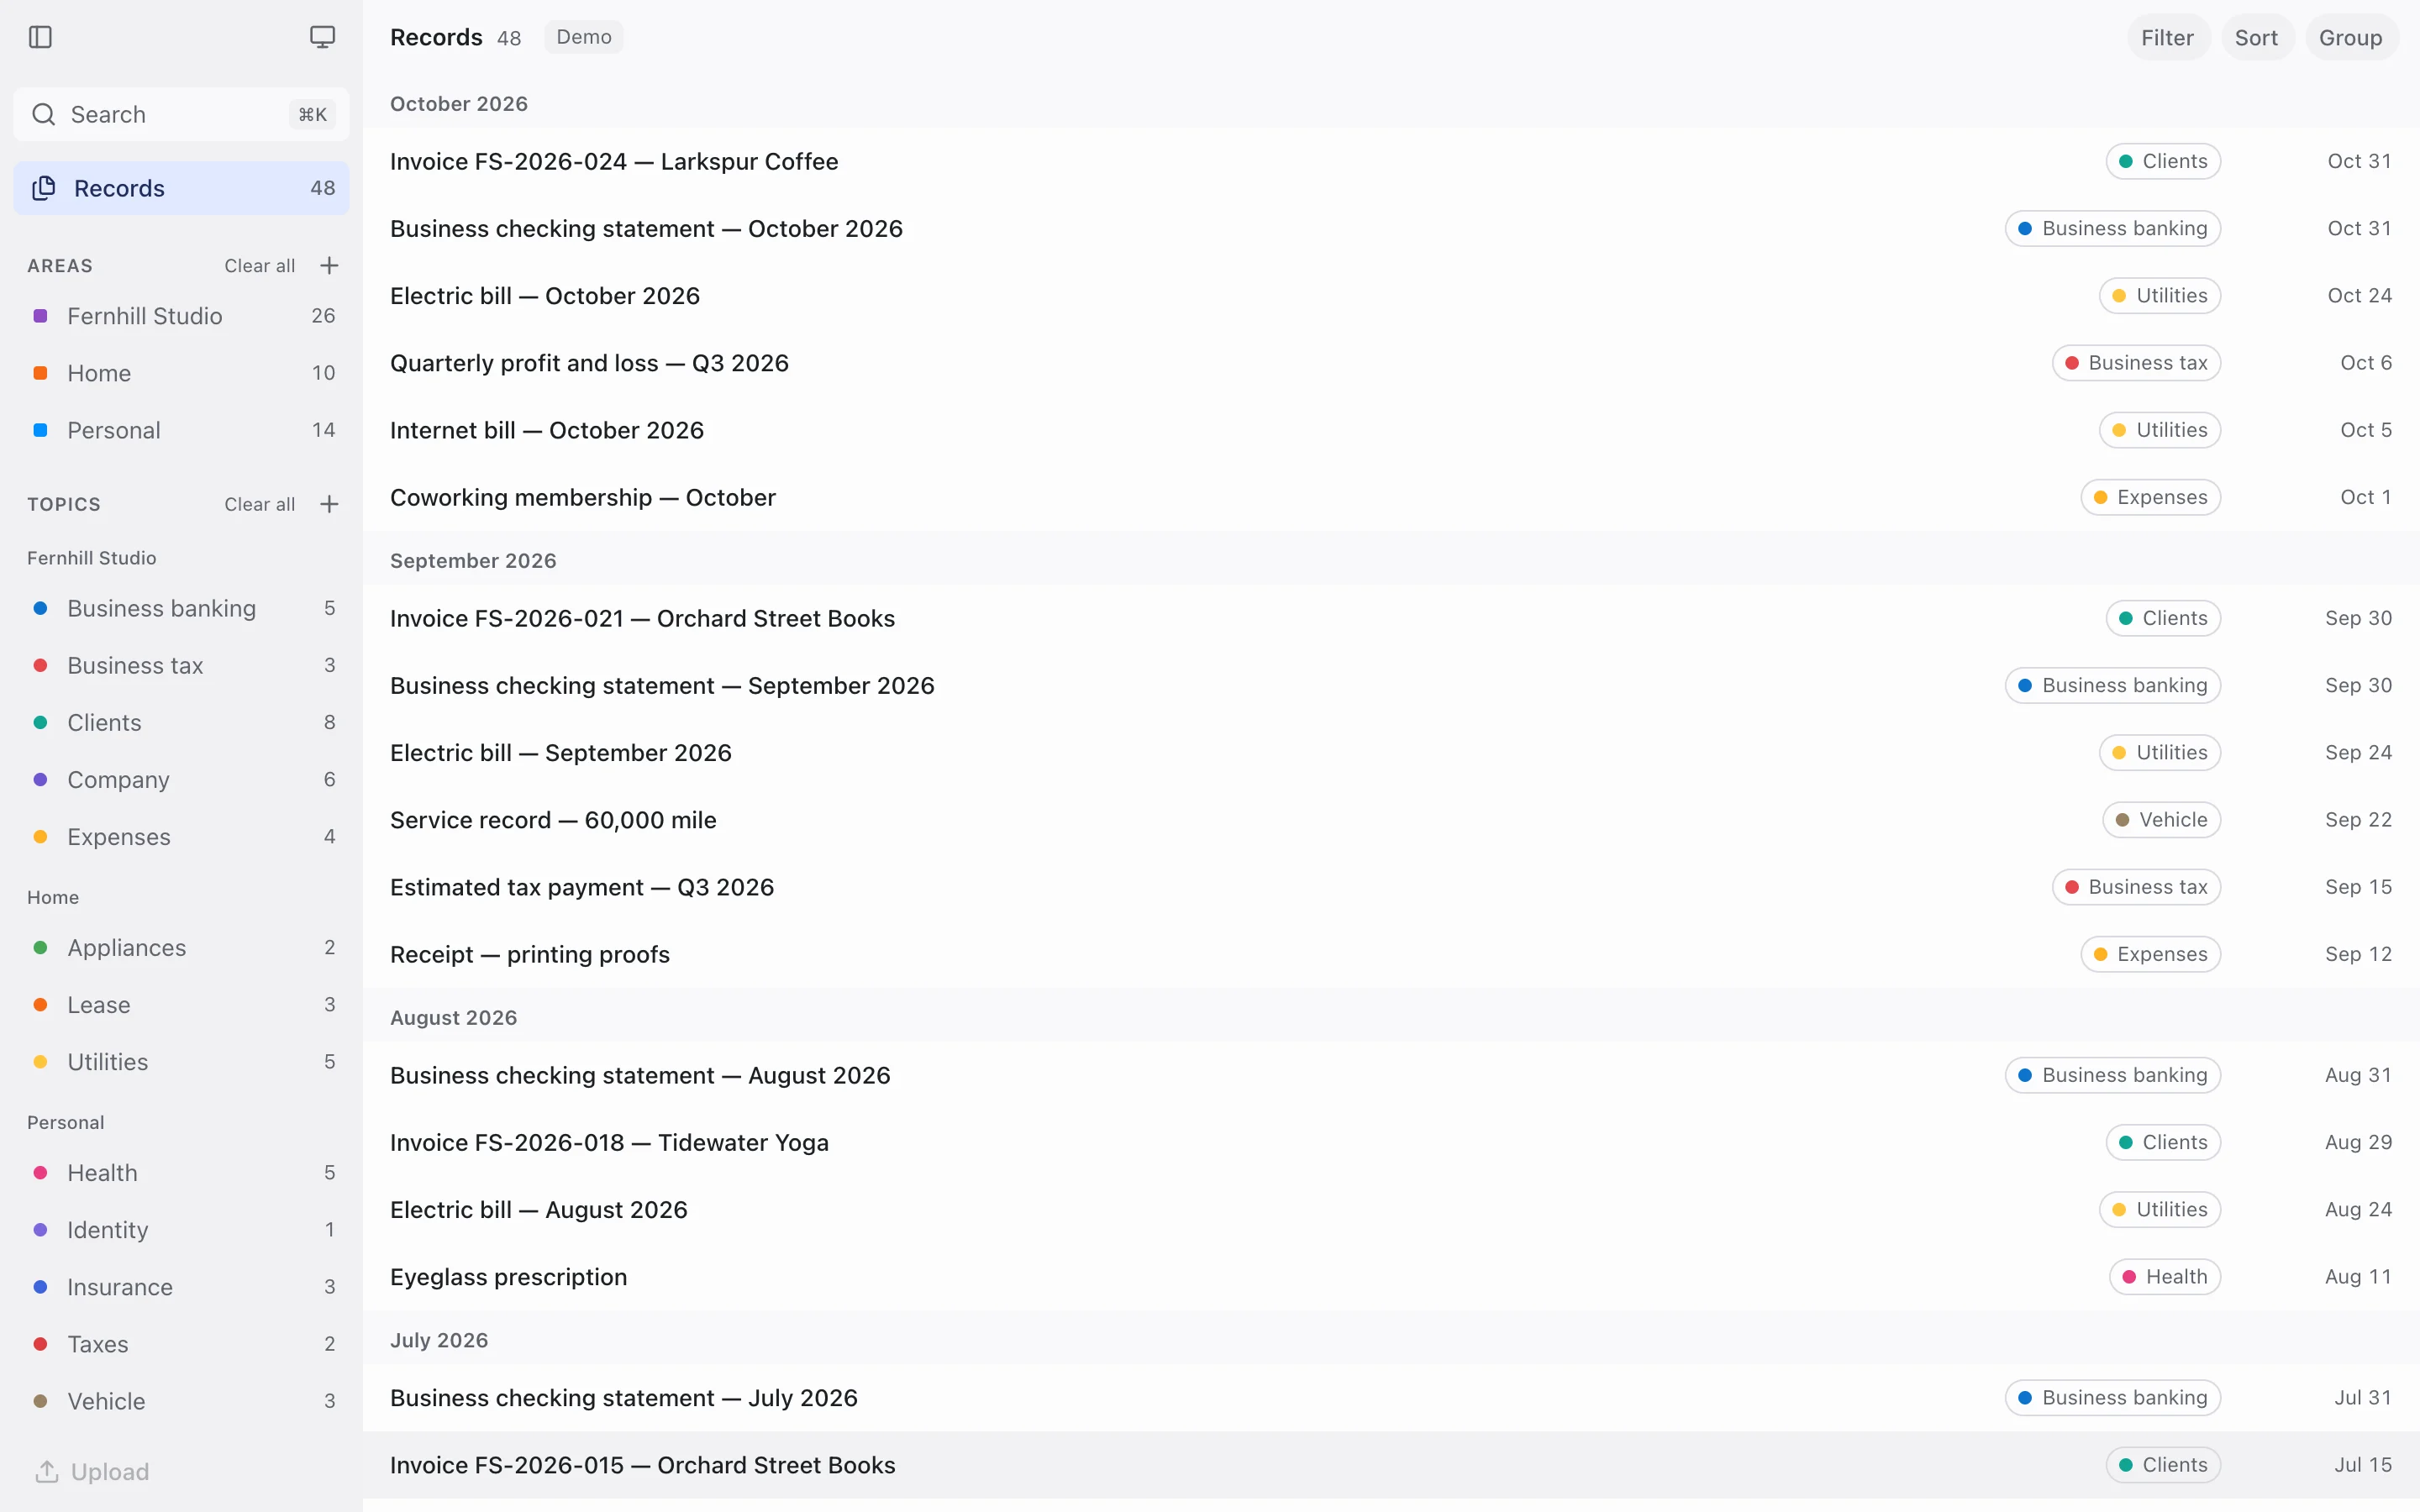 Search ⌘K
Records 48
AREAS Clear all
Fernhill Studio 26
Home 10
Personal 14
TOPICS Clear all
Fernhill Studio
Business banking 5
Business tax 3
Clients 8
Company 6
Expenses 4
Home
Appliances 2
Lease 3
Utilities 5
Personal
Health 5
Identity 1
Insurance 3
Taxes 2
Vehicle 3
Upload
Records 48 Demo Filter Sort Group
October 2026
Invoice FS-2026-024 — Larkspur Coffee Clients Oct 31
Business checking statement — October 2026 Business banking Oct 31
Electric bill — October 2026 Utilities Oct 24
Quarterly profit and loss — Q3 2026 Business tax Oct 6
Internet bill — October 2026 Utilities Oct 5
Coworking membership — October Expenses Oct 1
September 2026
Invoice FS-2026-021 — Orchard Street Books Clients Sep 30
Business checking statement — September 2026 Business banking Sep 30
Electric bill — September 2026 Utilities Sep 24
Service record — 60,000 mile Vehicle Sep 22
Estimated tax payment — Q3 2026 Business tax Sep 15
Receipt — printing proofs Expenses Sep 12
August 2026
Business checking statement — August 2026 Business banking Aug 31
Invoice FS-2026-018 — Tidewater Yoga Clients Aug 29
Electric bill — August 2026 Utilities Aug 24
Eyeglass prescription Health Aug 11
July 2026
Business checking statement — July 2026 Business banking Jul 31
Invoice FS-2026-015 — Orchard Street Books Clients Jul 15